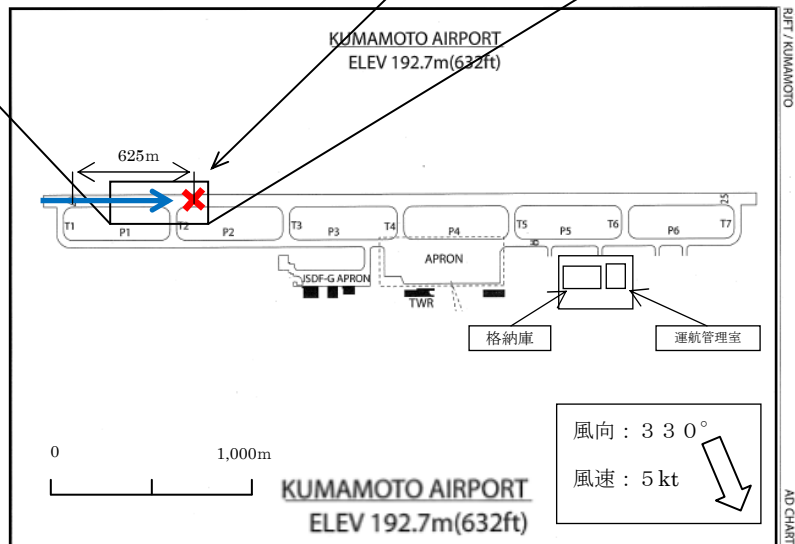 KUMAMOTO AIRPORT
ELEV 192.7m(632ft)
RJFT / KUMAMOTO
625m
25
T1
P1
T2
P2
T3
P3
T4
P4
T5
P5
T6
P6
T7
APRON
JSDF-G APRON
TWR
格納庫
運航管理室
風向：３３０°
風速：５kt
0
1,000m
KUMAMOTO AIRPORT
ELEV 192.7m(632ft)
AD CHART